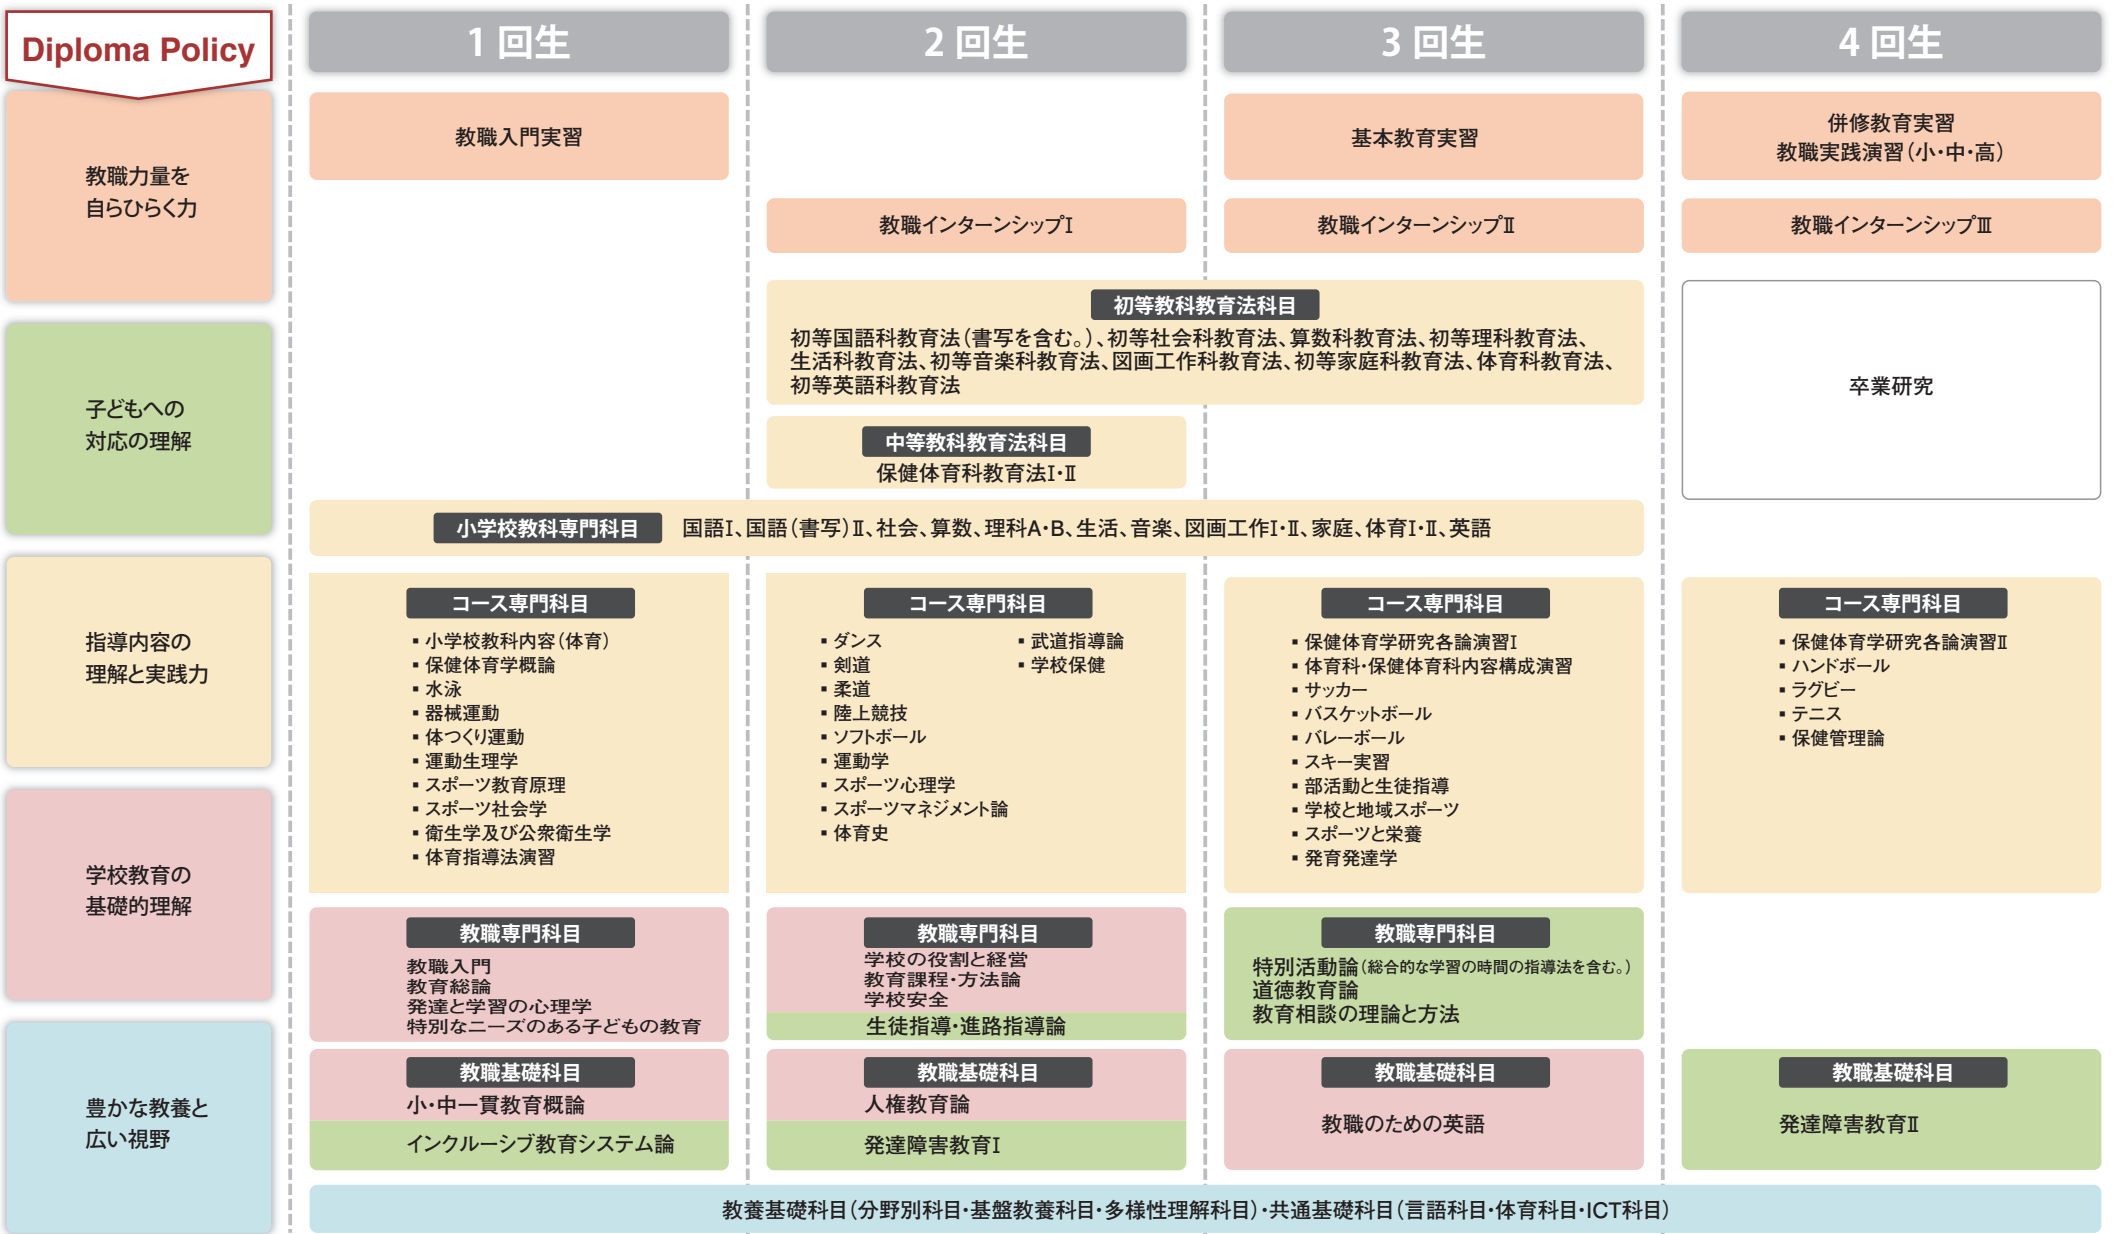 Diploma Policy
1 回生
2 回生
3 回生
4 回生
教職力量を
自らひらく力
教職入門実習
基本教育実習
併修教育実習
教職実践演習(小・中・高)
教職インターンシップⅠ
教職インターンシップⅡ
教職インターンシップⅢ
子どもへの
対応の理解
初等教科教育法科目
初等国語科教育法(書写を含む。)、初等社会科教育法、算数科教育法、初等理科教育法、
生活科教育法、初等音楽科教育法、図画工作科教育法、初等家庭科教育法、体育科教育法、
初等英語科教育法
卒業研究
中等教科教育法科目
保健体育科教育法Ⅰ・Ⅱ
小学校教科専門科目 国語Ⅰ、国語(書写)Ⅱ、社会、算数、理科A・B、生活、音楽、図画工作Ⅰ・Ⅱ、家庭、体育Ⅰ・Ⅱ、英語
指導内容の
理解と実践力
コース専門科目
▪ 小学校教科内容(体育)
▪ 保健体育学概論
▪ 水泳
▪ 器械運動
▪ 体つくり運動
▪ 運動生理学
▪ スポーツ教育原理
▪ スポーツ社会学
▪ 衛生学及び公衆衛生学
▪ 体育指導法演習
コース専門科目
▪ ダンス
▪ 剣道
▪ 柔道
▪ 陸上競技
▪ ソフトボール
▪ 運動学
▪ スポーツ心理学
▪ スポーツマネジメント論
▪ 体育史
▪ 武道指導論
▪ 学校保健
コース専門科目
▪ 保健体育学研究各論演習Ⅰ
▪ 体育科・保健体育科内容構成演習
▪ サッカー
▪ バスケットボール
▪ バレーボール
▪ スキー実習
▪ 部活動と生徒指導
▪ 学校と地域スポーツ
▪ スポーツと栄養
▪ 発育発達学
コース専門科目
▪ 保健体育学研究各論演習Ⅱ
▪ ハンドボール
▪ ラグビー
▪ テニス
▪ 保健管理論
学校教育の
基礎的理解
教職専門科目
教職入門
教育総論
発達と学習の心理学
特別なニーズのある子どもの教育
教職専門科目
学校の役割と経営
教育課程・方法論
学校安全
生徒指導・進路指導論
教職専門科目
特別活動論(総合的な学習の時間の指導法を含む。)
道徳教育論
教育相談の理論と方法
豊かな教養と
広い視野
教職基礎科目
小・中一貫教育概論
インクルーシブ教育システム論
教職基礎科目
人権教育論
発達障害教育Ⅰ
教職基礎科目
教職のための英語
教職基礎科目
発達障害教育Ⅱ
教養基礎科目(分野別科目・基盤教養科目・多様性理解科目)・共通基礎科目(言語科目・体育科目・ICT科目)